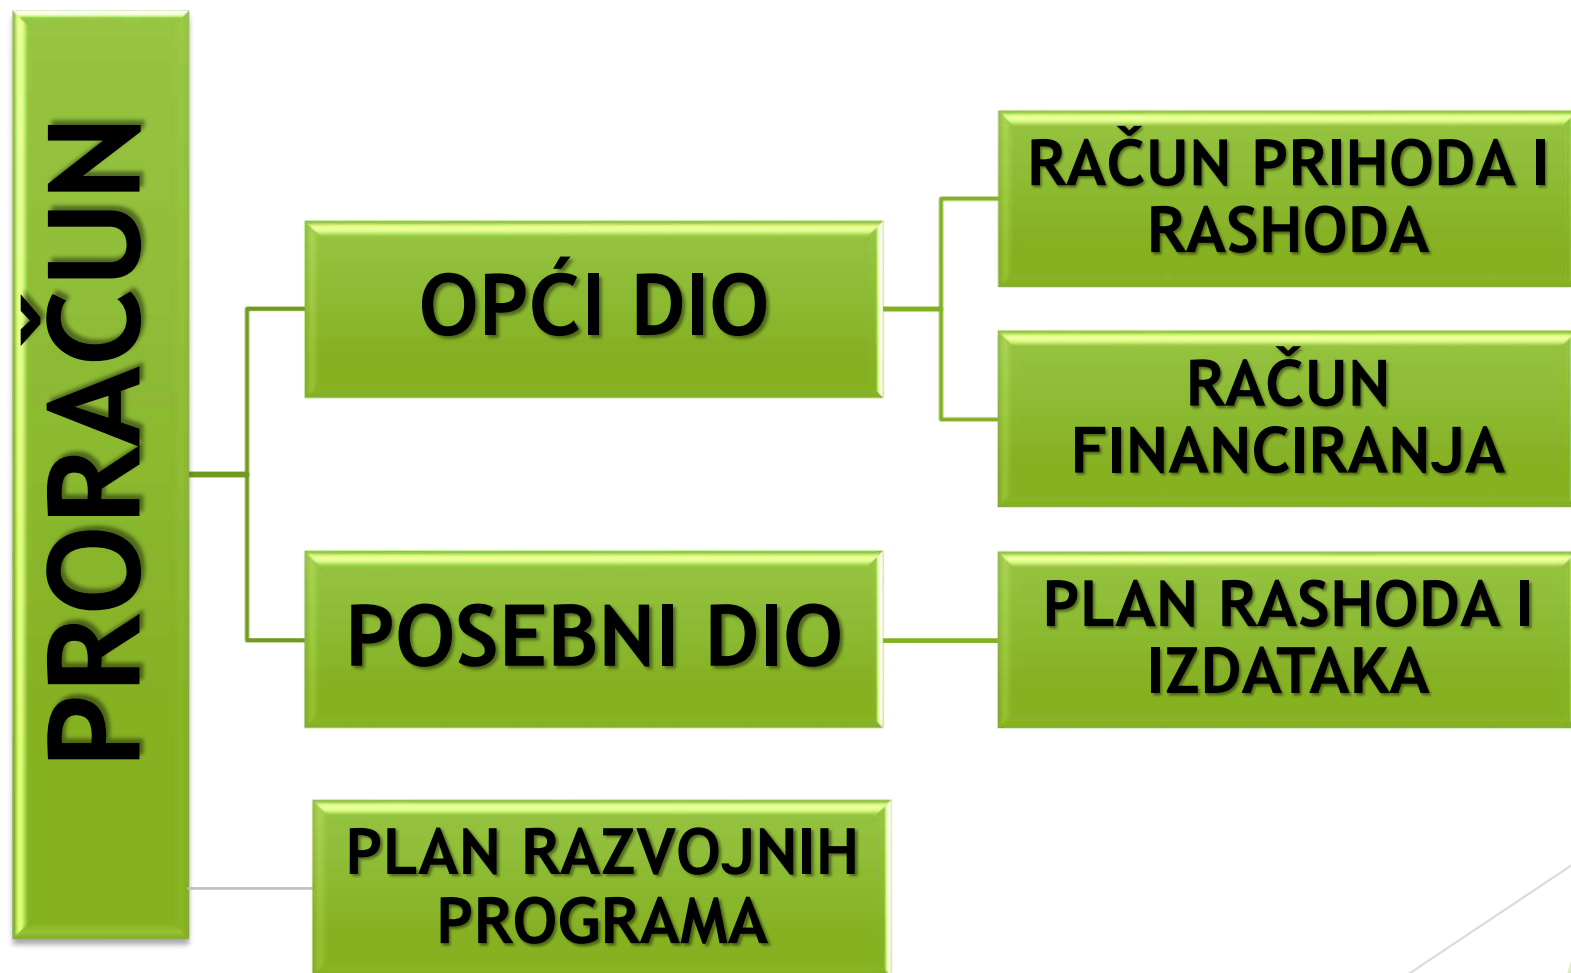 PRORAČUN
OPĆI DIO
RAČUN PRIHODA I
RASHODA
RAČUN
FINANCIRANJA
POSEBNI DIO
PLAN RASHODA I
IZDATAKA
PLAN RAZVOJNIH
PROGRAMA